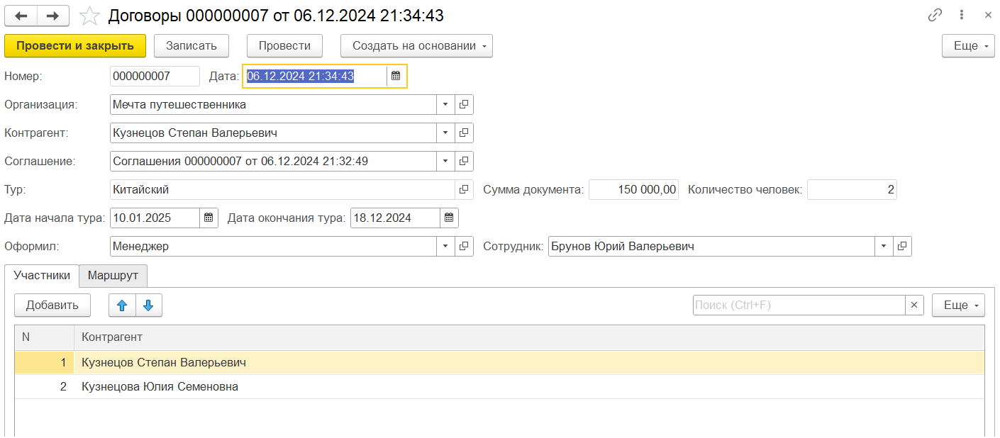 Договоры 000000007 от 06.12.2024 21:34:43
Провести и закрыть Записать Провести Создать на основании Еще
Номер: 000000007 Дата: 06.12.2024 21:34:43
Организация: Мечта путешественника
Контрагент: Кузнецов Степан Валерьевич
Соглашение: Соглашения 000000007 от 06.12.2024 21:32:49
Тур: Китайский Сумма документа: 150 000,00 Количество человек: 2
Дата начала тура: 10.01.2025 Дата окончания тура: 18.12.2024
Оформил: Менеджер Сотрудник: Брунов Юрий Валерьевич
Участники Маршрут
Добавить Поиск (Ctrl+F) Еще
N Контрагент
1 Кузнецов Степан Валерьевич
2 Кузнецова Юлия Семеновна